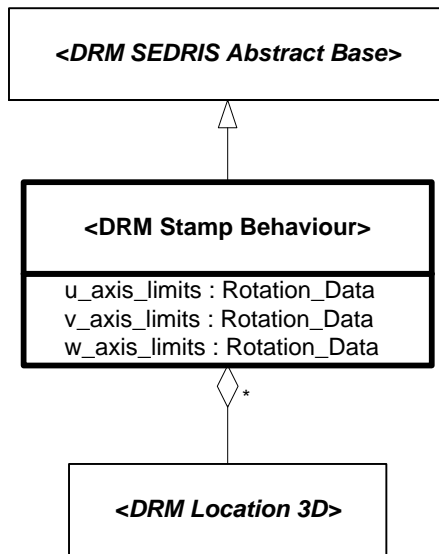 <DRM SEDRIS Abstract Base>
<DRM Stamp Behaviour>
u_axis_limits : Rotation_Data
v_axis_limits : Rotation_Data
w_axis_limits : Rotation_Data
*
<DRM Location 3D>